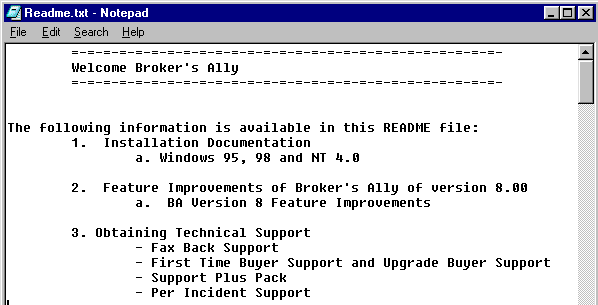 Readme.txt - Notepad
File Edit Search Help
=-=-=-=-=-=-=-=-=-=-=-=-=-=-=-=-=-=-=-=-=-=-=-=-=-=-=-
Welcome Broker's Ally
=-=-=-=-=-=-=-=-=-=-=-=-=-=-=-=-=-=-=-=-=-=-=-=-=-=-=-
The following information is available in this README file:
1.  Installation Documentation
a. Windows 95, 98 and NT 4.0
2.  Feature Improvements of Broker's Ally of version 8.00
a.  BA Version 8 Feature Improvements
3. Obtaining Technical Support
- Fax Back Support
- First Time Buyer Support and Upgrade Buyer Support
- Support Plus Pack
- Per Incident Support